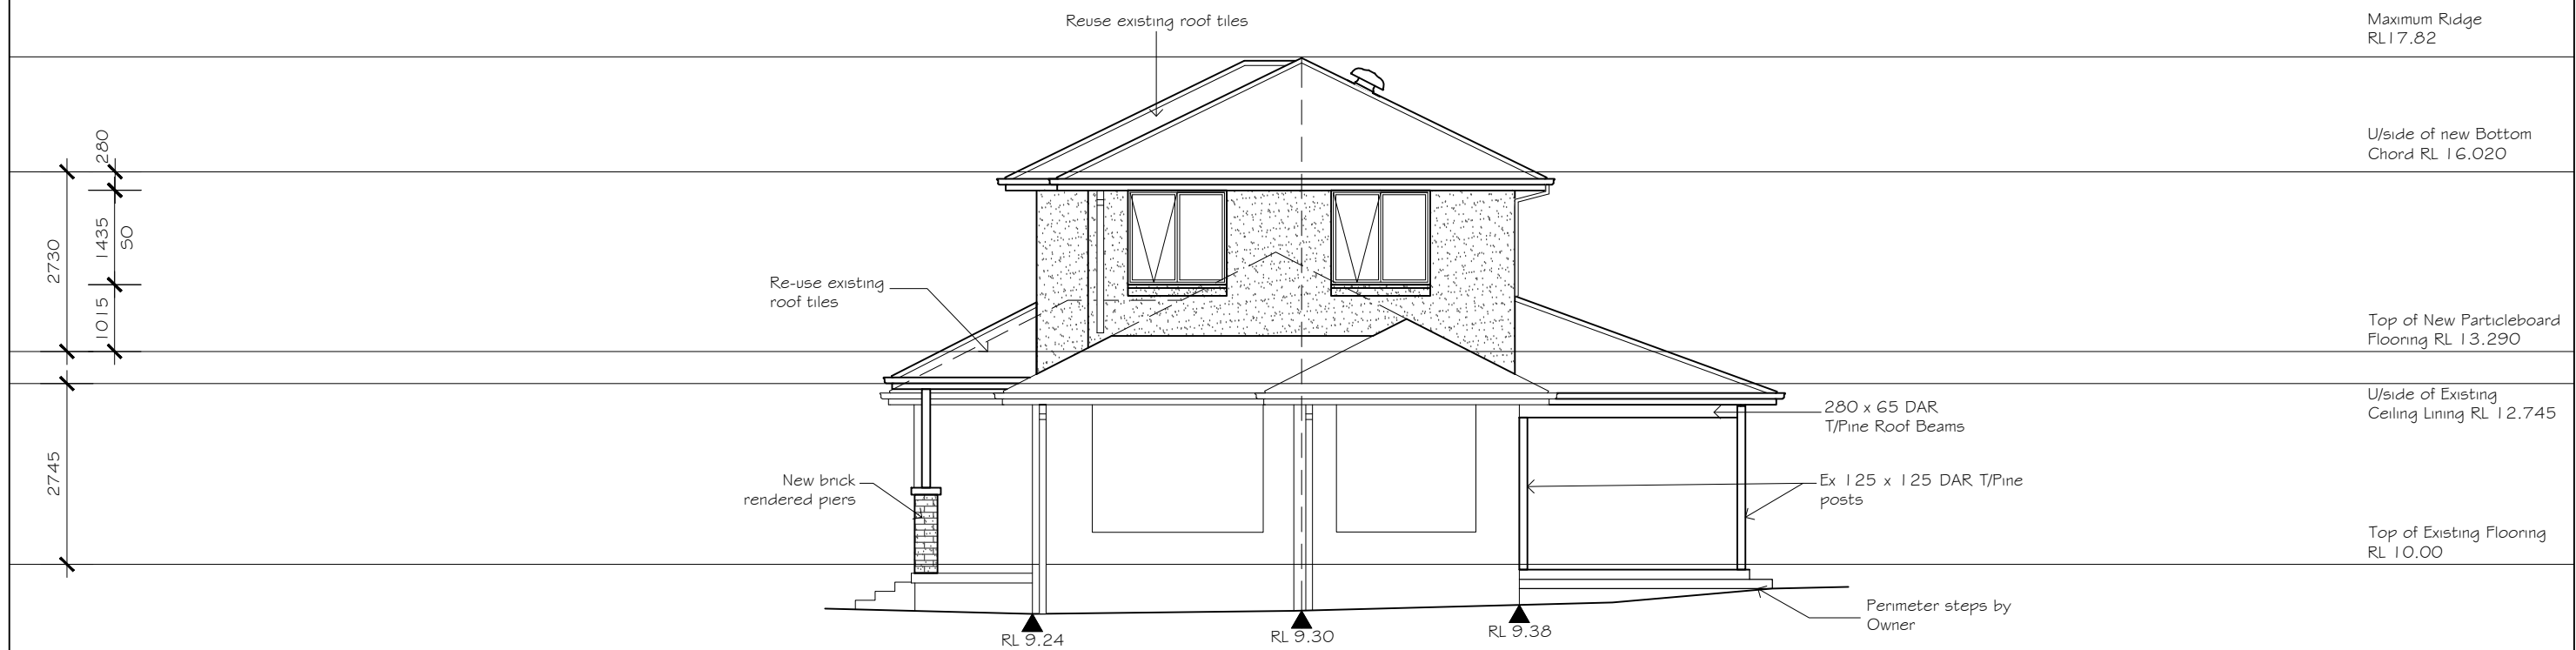 Reuse existing roof tiles
Maximum Ridge
RL17.82
280
U/side of new Bottom
Chord RL 16.020
2730
1435
SO
1015
Re-use existing
roof tiles
Top of New Particleboard
Flooring RL 13.290
U/side of Existing
Ceiling Lining RL 12.745
280 x 65 DAR
T/Pine Roof Beams
2745
New brick
rendered piers
Ex 125 x 125 DAR T/Pine
posts
Top of Existing Flooring
RL 10.00
Perimeter steps by
Owner
RL 9.24
RL 9.30
RL 9.38